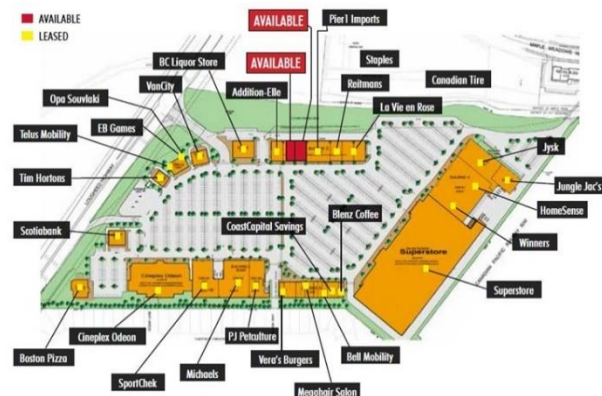 AVAILABLE
LEASED
AVAILABLE
Pier1 Imports
BC Liquor Store
AVAILABLE
Staples
VanCity
Addition-Elle
Reitmans
Canadian Tire
Opa Souvlaki
La Vie en Rose
EB Games
Telus Mobility
Jysk
Tim Hortons
Jungle Jac's
HomeSense
CoastCapital Savings
Blenz Coffee
Winners
Scotiabank
Cineplex Odeon
Superstore
Superstore
Cineplex Odeon
PJ Petculture
Vera's Burgers
Bell Mobility
Boston Pizza
Michaels
SportChek
Megahair Salon